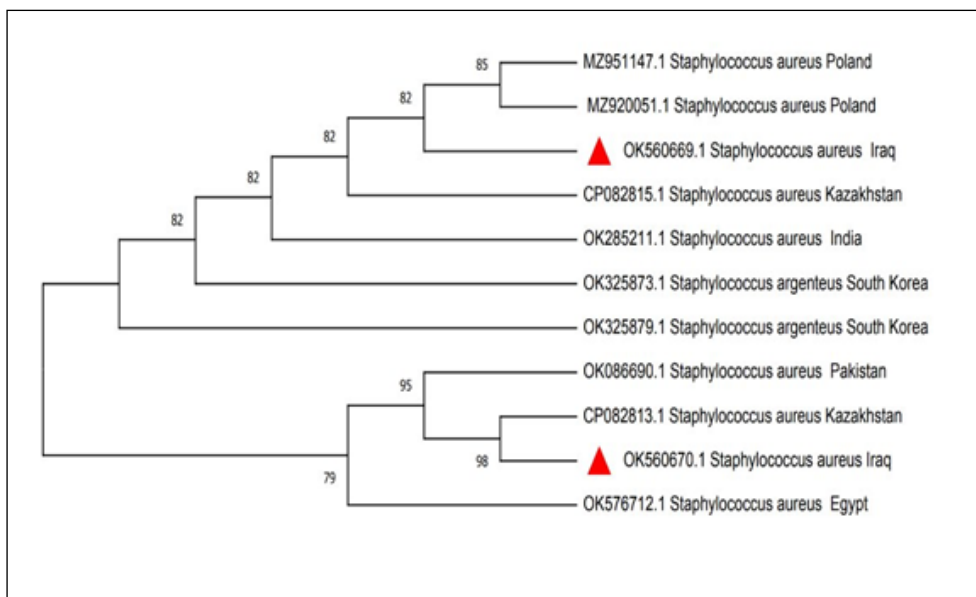 85
MZ951147.1 Staphylococcus aureus Poland
82
MZ920051.1 Staphylococcus aureus Poland
82
OK560669.1 Staphylococcus aureus Iraq
82
CP082815.1 Staphylococcus aureus Kazakhstan
82
OK285211.1 Staphylococcus aureus India
OK325873.1 Staphylococcus argenteus South Korea
OK325879.1 Staphylococcus argenteus South Korea
OK086690.1 Staphylococcus aureus Pakistan
95
CP082813.1 Staphylococcus aureus Kazakhstan
98
OK560670.1 Staphylococcus aureus Iraq
79
OK576712.1 Staphylococcus aureus Egypt